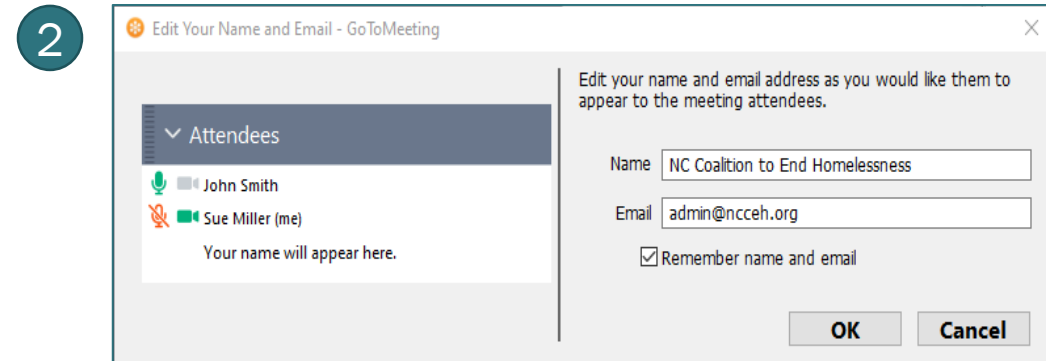 2
Edit Your Name and Email - GoToMeeting
Attendees
John Smith
Sue Miller (me)
Your name will appear here.
Edit your name and email address as you would like them to
appear to the meeting attendees.
Name NC Coalition to End Homelessness
Email admin@ncceh.org
Remember name and email
OK Cancel